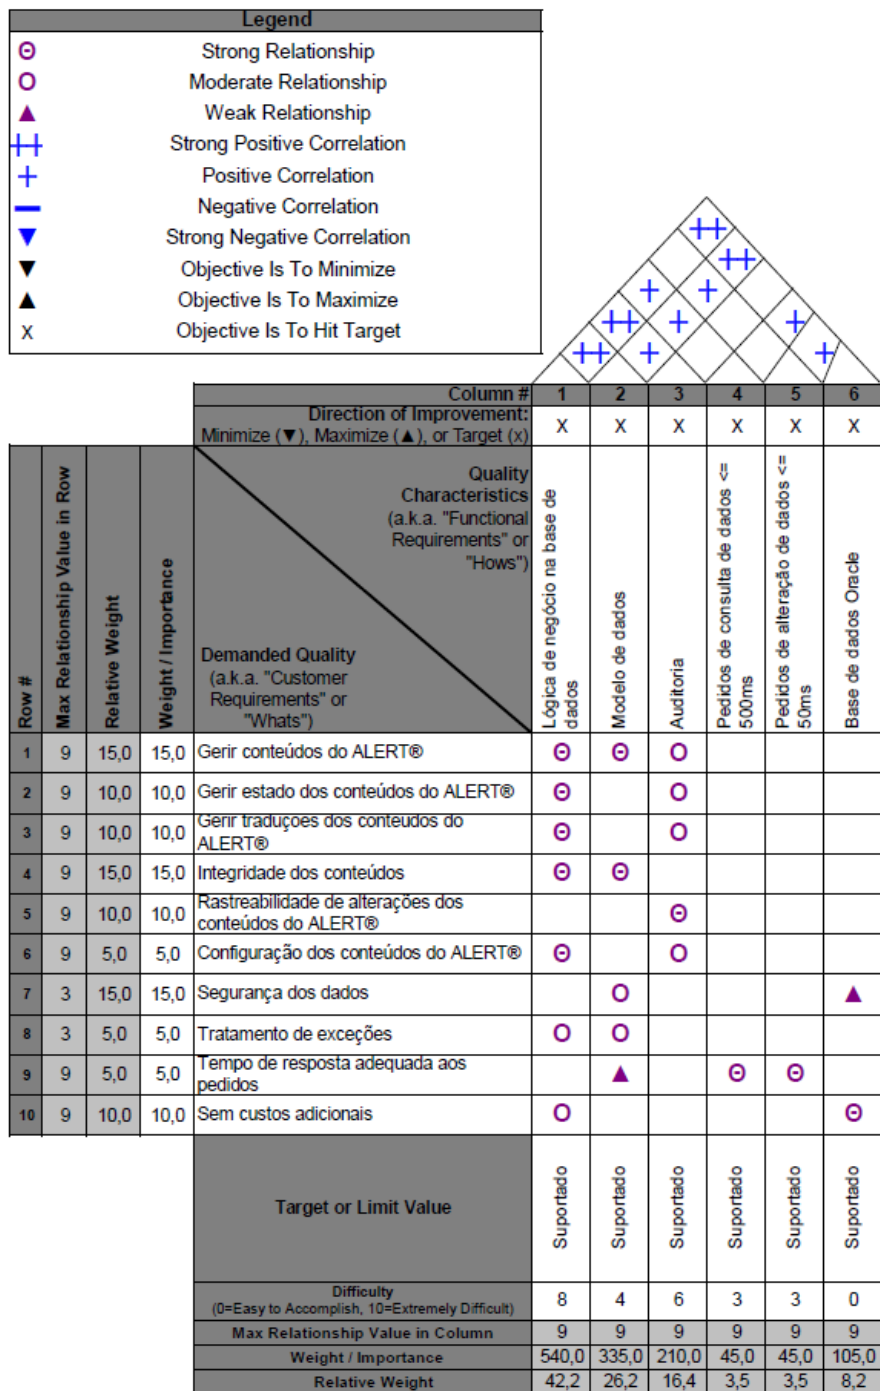 Legend
Θ Strong Relationship
Ο Moderate Relationship
▲ Weak Relationship
┼┼ Strong Positive Correlation
┼ Positive Correlation
▬ Negative Correlation
▼ Strong Negative Correlation
▼ Objective Is To Minimize
▲ Objective Is To Maximize
X Objective Is To Hit Target
┼┼
┼┼
┼ ┼
┼┼ ┼ ┼
┼┼ ┼ ┼
Column # 1 2 3 4 5 6
Direction of Improvement:
Minimize (▼), Maximize (▲), or Target (x) X X X X X X
Row #
Max Relationship Value in Row
Relative Weight
Weight / Importance
Quality
Characteristics
(a.k.a. "Functional
Requirements" or
"Hows")
Demanded Quality
(a.k.a. "Customer
Requirements" or
"Whats")
Lógica de negócio na base de
dados
Modelo de dados
Auditoria
Pedidos de consulta de dados <=
500ms
Pedidos de alteração de dados <=
50ms
Base de dados Oracle
1 9 15,0 15,0 Gerir conteúdos do ALERT® Θ Θ Ο
2 9 10,0 10,0 Gerir estado dos conteúdos do ALERT® Θ Ο
3 9 10,0 10,0 Gerir traduções dos conteúdos do
ALERT® Θ Ο
4 9 15,0 15,0 Integridade dos conteúdos Θ Θ
5 9 10,0 10,0 Rastreabilidade de alterações dos
conteúdos do ALERT® Θ
6 9 5,0 5,0 Configuração dos conteúdos do ALERT® Θ Ο
7 3 15,0 15,0 Segurança dos dados Ο ▲
8 3 5,0 5,0 Tratamento de exceções Ο Ο
9 9 5,0 5,0 Tempo de resposta adequada aos
pedidos ▲ Θ Θ
10 9 10,0 10,0 Sem custos adicionais Ο Θ
Target or Limit Value Suportado Suportado Suportado Suportado Suportado Suportado
Difficulty
(0=Easy to Accomplish, 10=Extremely Difficult) 8 4 6 3 3 0
Max Relationship Value in Column 9 9 9 9 9 9
Weight / Importance 540,0 335,0 210,0 45,0 45,0 105,0
Relative Weight 42,2 26,2 16,4 3,5 3,5 8,2